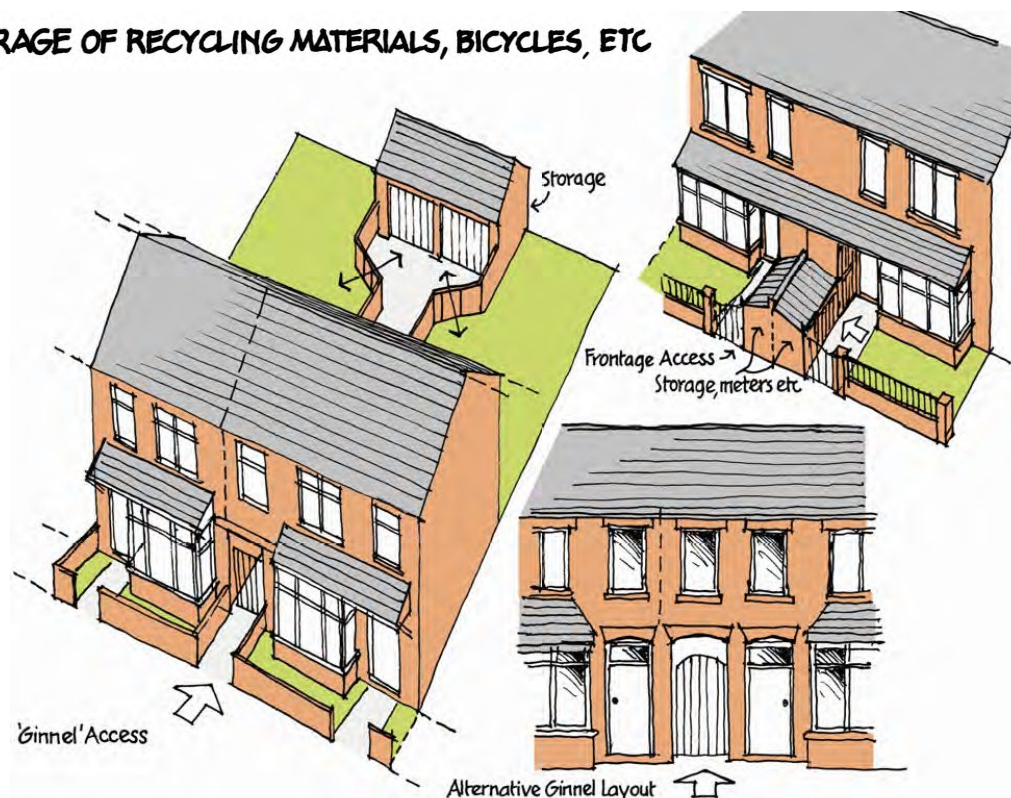 RAGE OF RECYCLING MATERIALS, BICYCLES, ETC
Storage
Frontage Access
Storage, meters etc
'Ginnel' Access
Alternative Ginnel Layout